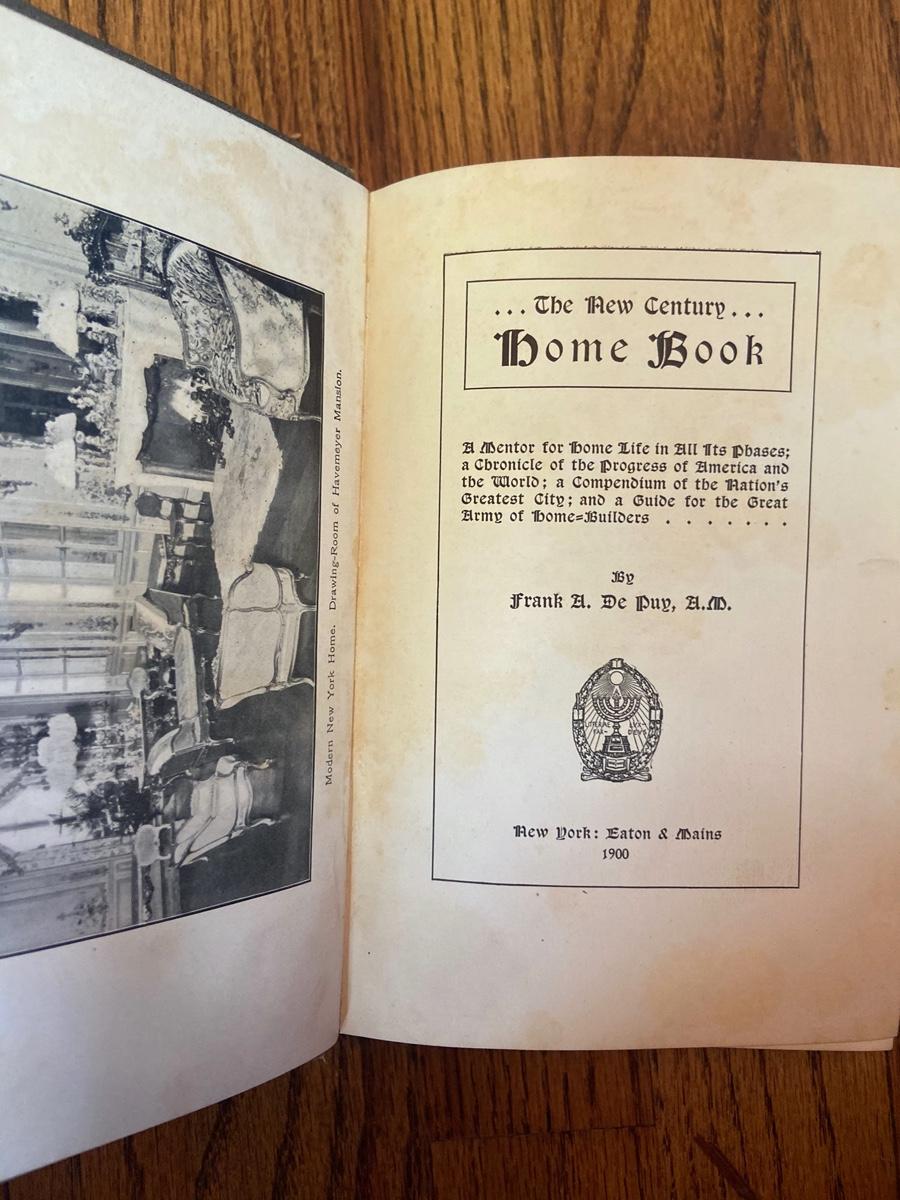 Modern New York Home. Drawing-Room of Havemeyer Mansion.
...The New Century...
Home Book
A Mentor for Home Life in All Its Phases;
a Chronicle of the Progress of America and
the World; a Compendium of the Nation's
Greatest City; and a Guide for the Great
Army of Home=Builders . . . . . . .
By
Frank A. De Puy, A.M.
New York: Eaton & Mains
1900